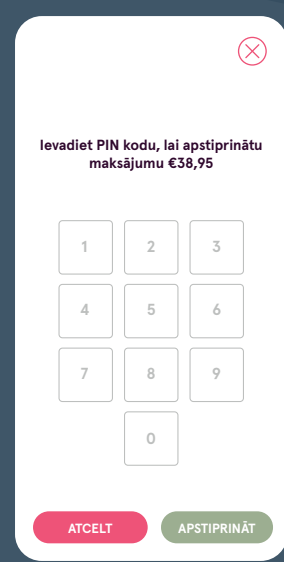 Ievadiet PIN kodu, lai apstiprinātu
maksājumu €38,95
1 2 3
4 5 6
7 8 9
0
ATCELT APSTIPRINĀT